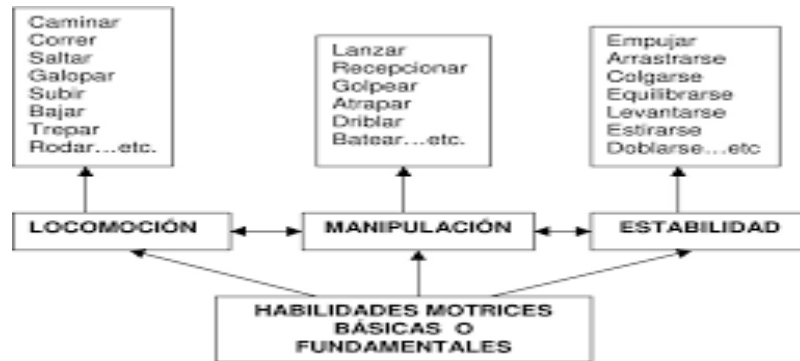 Caminar
Correr
Saltar
Galopar
Subir
Bajar
Trepar
Rodar...etc.
Lanzar
Recepcionar
Golpear
Atrapar
Driblar
Batear...etc.
Empujar
Arrastrarse
Colgarse
Equilibrarse
Levantarse
Estirarse
Doblarse...etc
LOCOMOCIÓN
MANIPULACIÓN
ESTABILIDAD
HABILIDADES MOTRICES
BÁSICAS O
FUNDAMENTALES